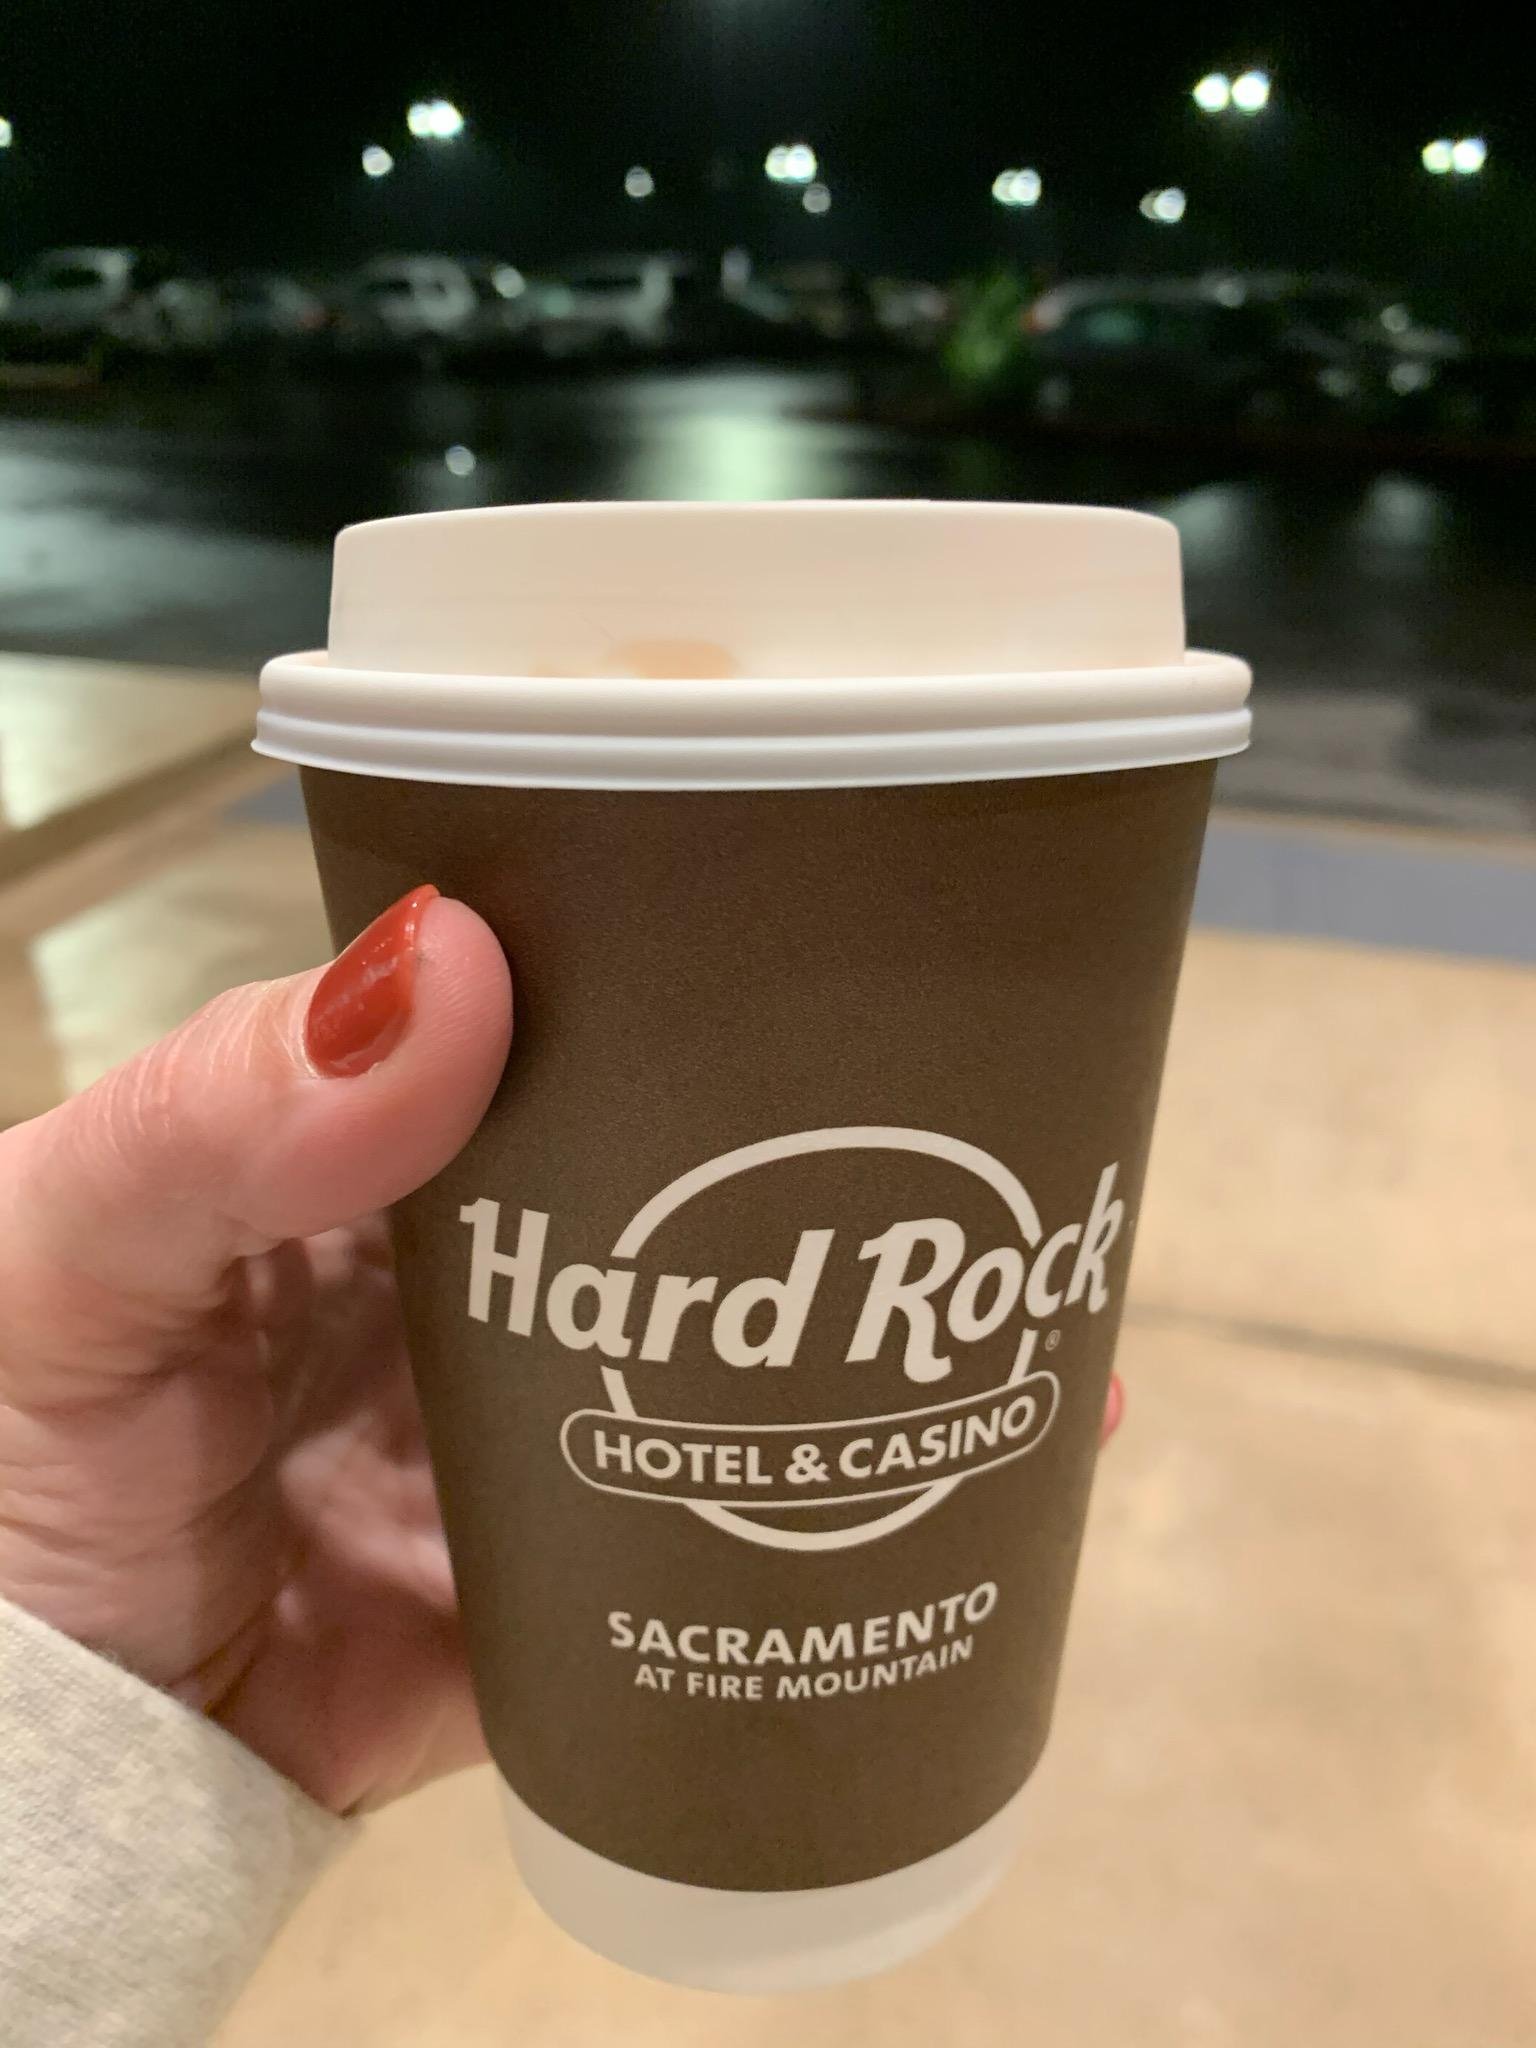 Hard Rock
®
HOTEL & CASINO
SACRAMENTO
AT FIRE MOUNTAIN